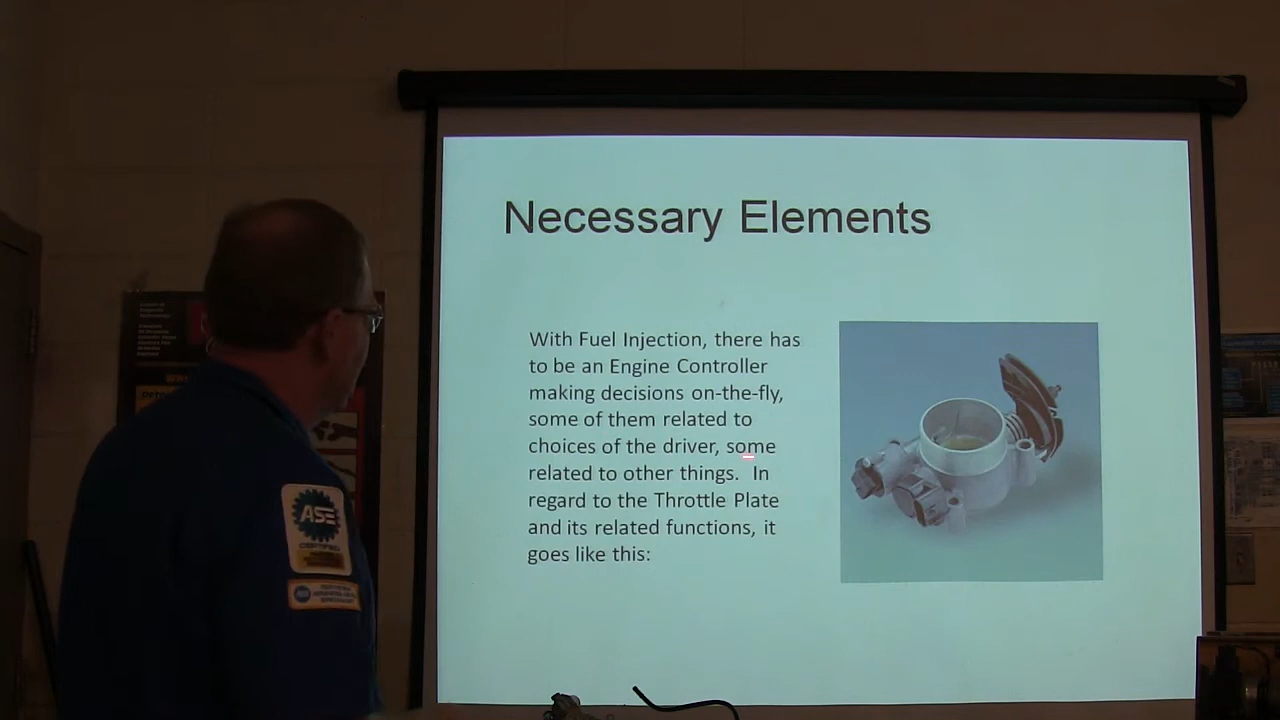 Necessary Elements
With Fuel Injection, there has
to be an Engine Controller
making decisions on-the-fly,
some of them related to
choices of the driver, some
related to other things. In
regard to the Throttle Plate
and its related functions, it
goes like this:
ASE
CERTIFIED